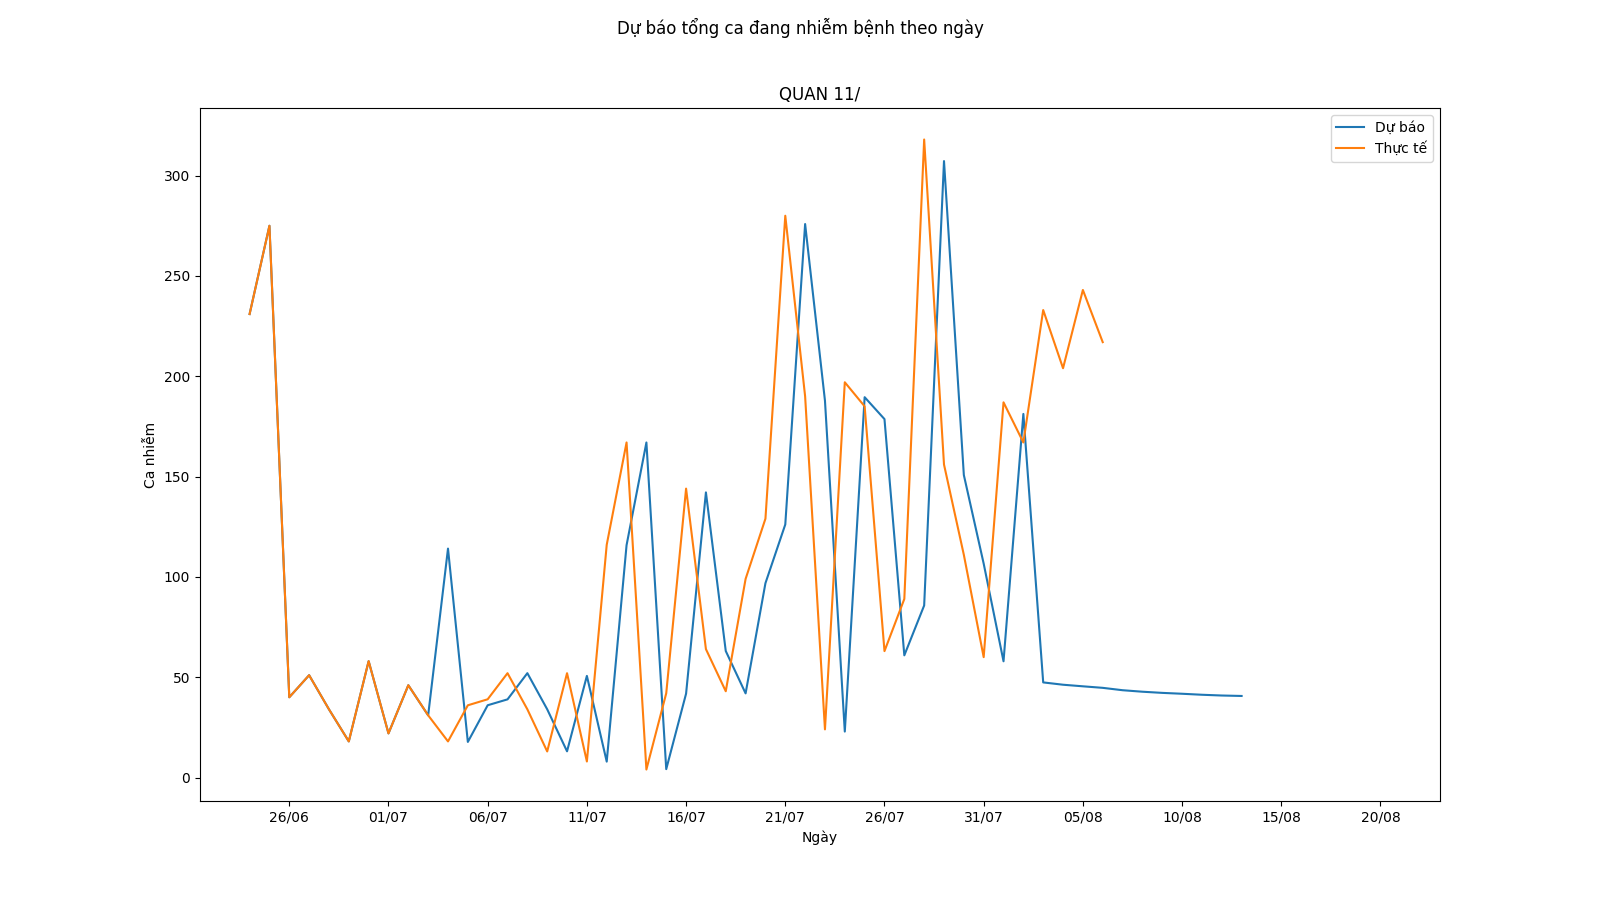 Dự báo tổng ca đang nhiễm bệnh theo ngày
QUAN 11/
Dự báo
Thực tế
300
250
200
150
100
50
0
Ca nhiễm
26/06 01/07 06/07 11/07 16/07 21/07 26/07 31/07 05/08 10/08 15/08 20/08
Ngày